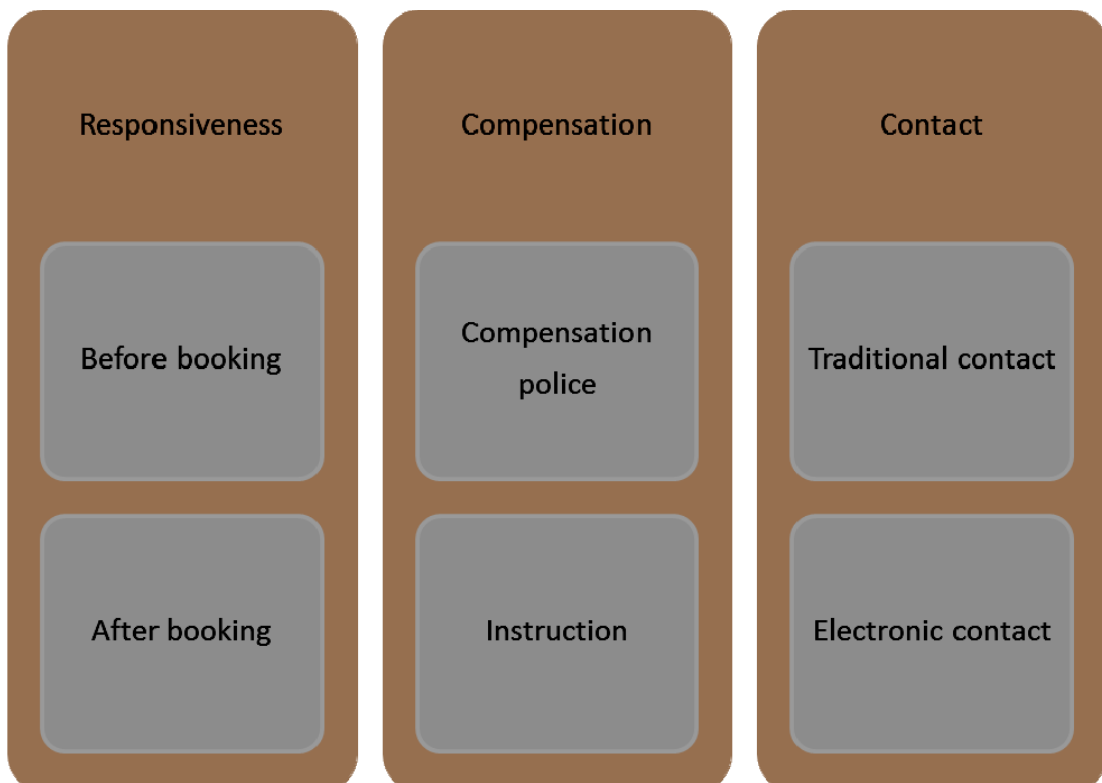 Responsiveness
Before booking
After booking
Compensation
Compensation
police
Instruction
Contact
Traditional contact
Electronic contact